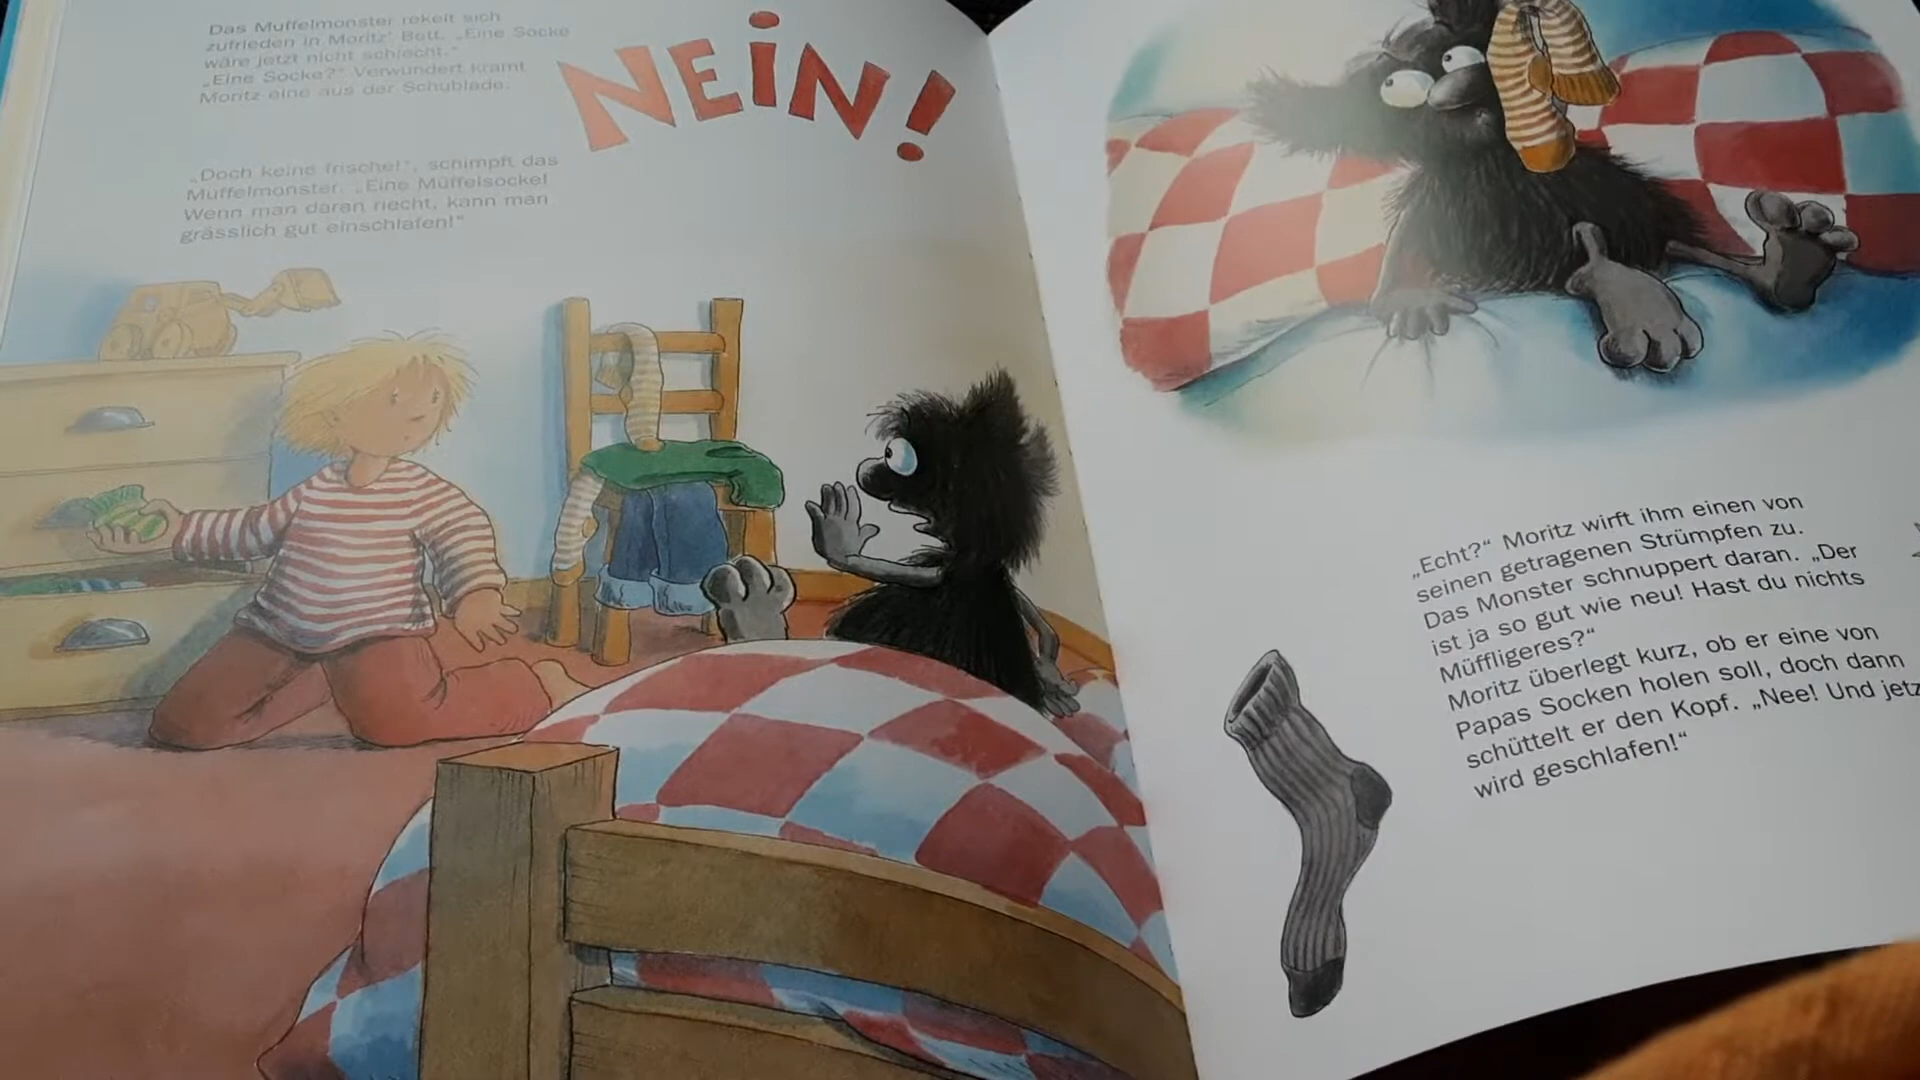 Das Muffelmonster rekelt sich
zufrieden in Moritz' Bett. „Eine Socke
wäre jetzt nicht schlecht."
„Eine Socke?" Verwundert kramt
Moritz eine aus der Schublade.
NEIN!
„Doch keine frische!", schimpft das
Muffelmonster. „Eine Müffelsocke!
Wenn man daran riecht, kann man
grässlich gut einschlafen!"
„Echt?" Moritz wirft ihm einen von
seinen getragenen Strümpfen zu.
Das Monster schnuppert daran. „Der
ist ja so gut wie neu! Hast du nichts
Müffligeres?"
Moritz überlegt kurz, ob er eine von
Papas Socken holen soll, doch dann
schüttelt er den Kopf. „Nee! Und jetz
wird geschlafen!"